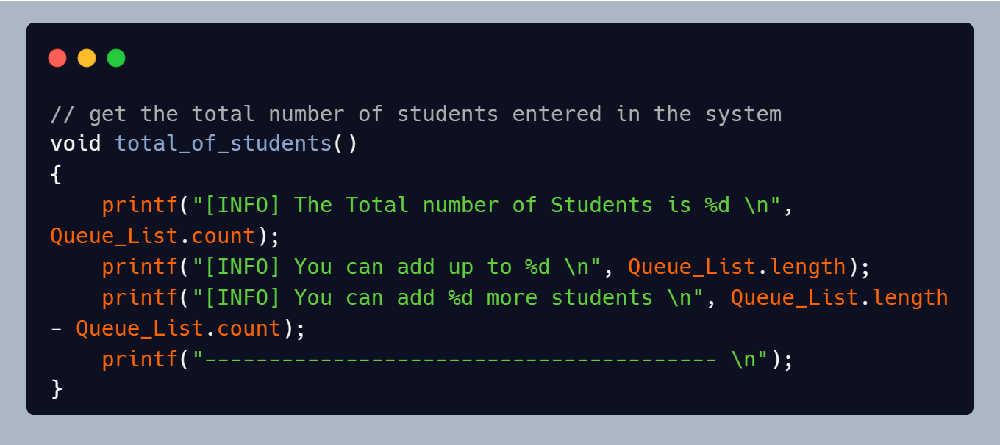 // get the total number of students entered in the system
void total_of_students()
{
    printf("[INFO] The Total number of Students is %d \n",
Queue_List.count);
    printf("[INFO] You can add up to %d \n", Queue_List.length);
    printf("[INFO] You can add %d more students \n", Queue_List.length
- Queue_List.count);
    printf("---------------------------------------- \n");
}